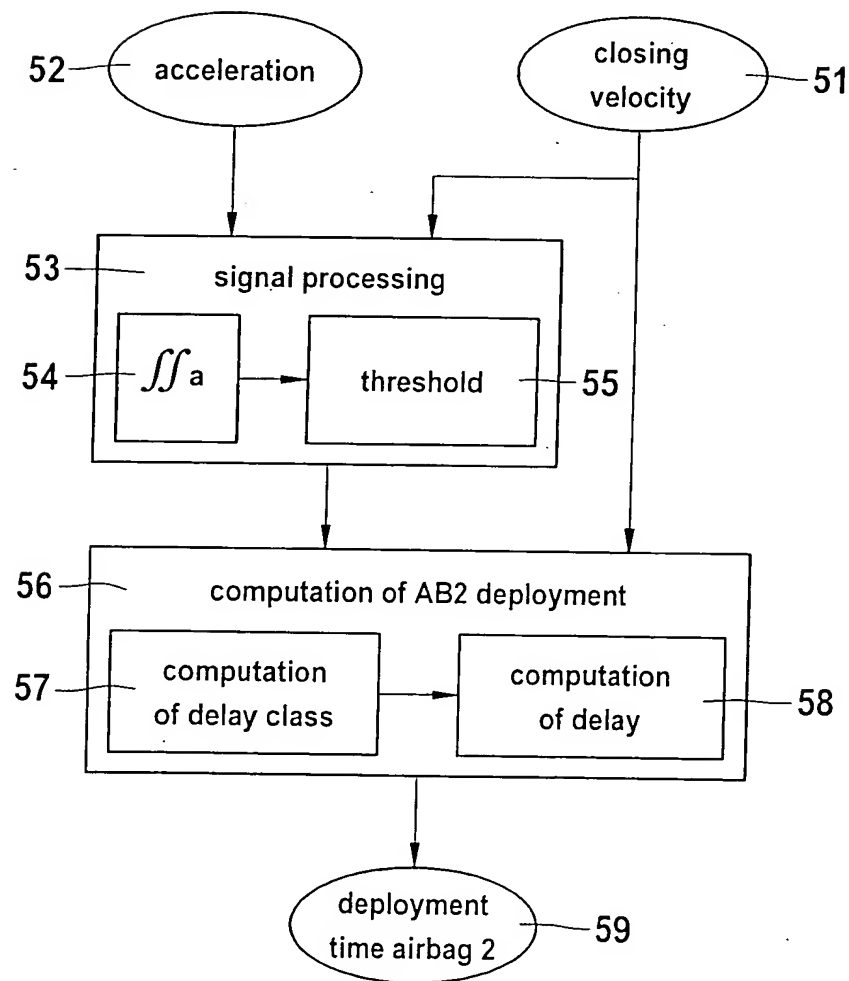 52
acceleration
closing
velocity
51
53
signal processing
54
∬ a
threshold
55
56
computation of AB2 deployment
57
computation
of delay class
computation
of delay
58
deployment
time airbag 2
59